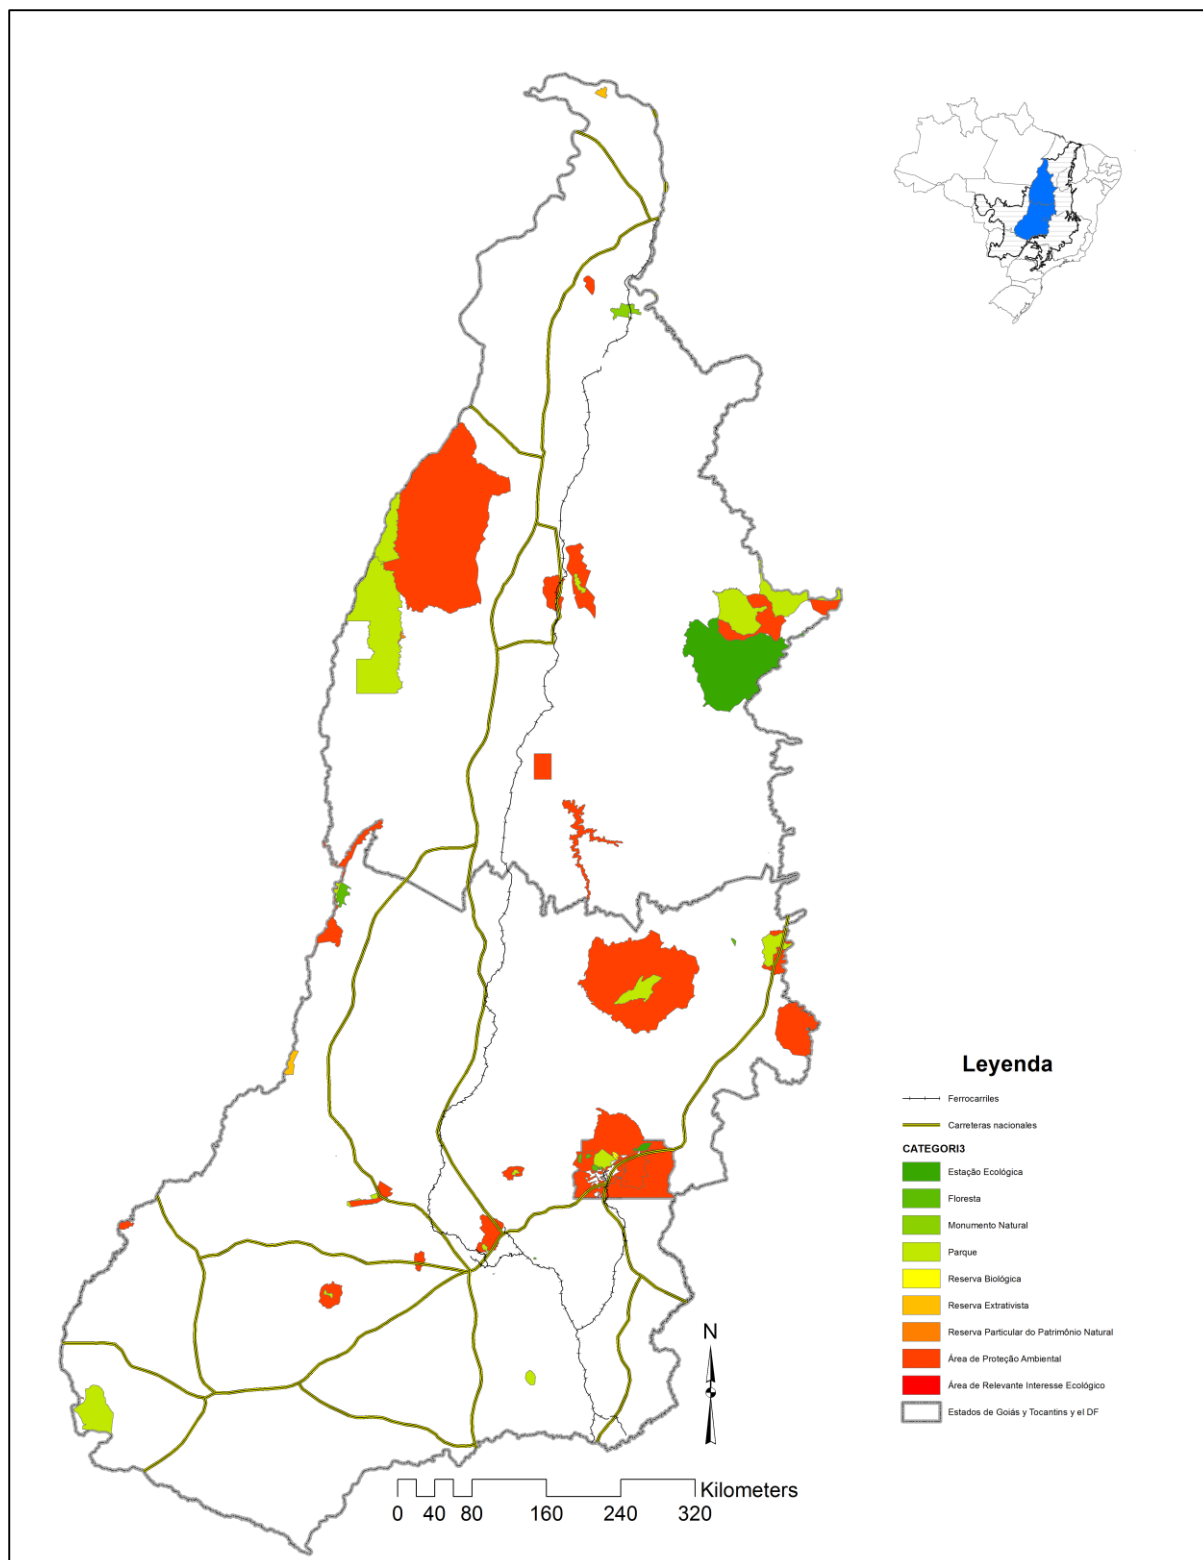 Leyenda
Ferrocarriles
Carreteras nacionales
CATEGORI3
Estação Ecológica
Floresta
Monumento Natural
Parque
Reserva Biológica
Reserva Extrativista
Reserva Particular do Patrimônio Natural
Área de Proteção Ambiental
Área de Relevante Interesse Ecológico
Estados de Goiás y Tocantins y el DF
N
Kilometers
0 40 80 160 240 320